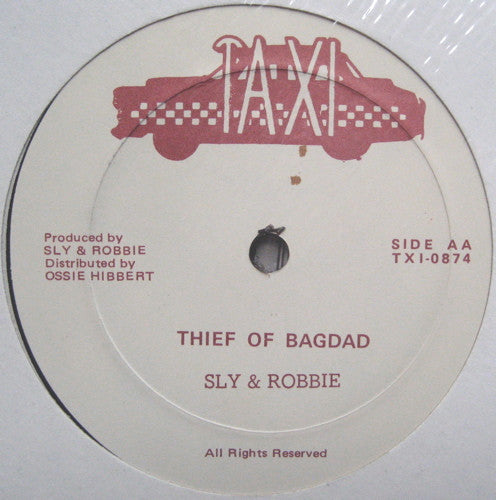 TAXI
Produced by
SLY & ROBBIE
Distributed by
OSSIE HIBBERT
SIDE AA
TXI-0874
THIEF OF BAGDAD
SLY & ROBBIE
All Rights Reserved